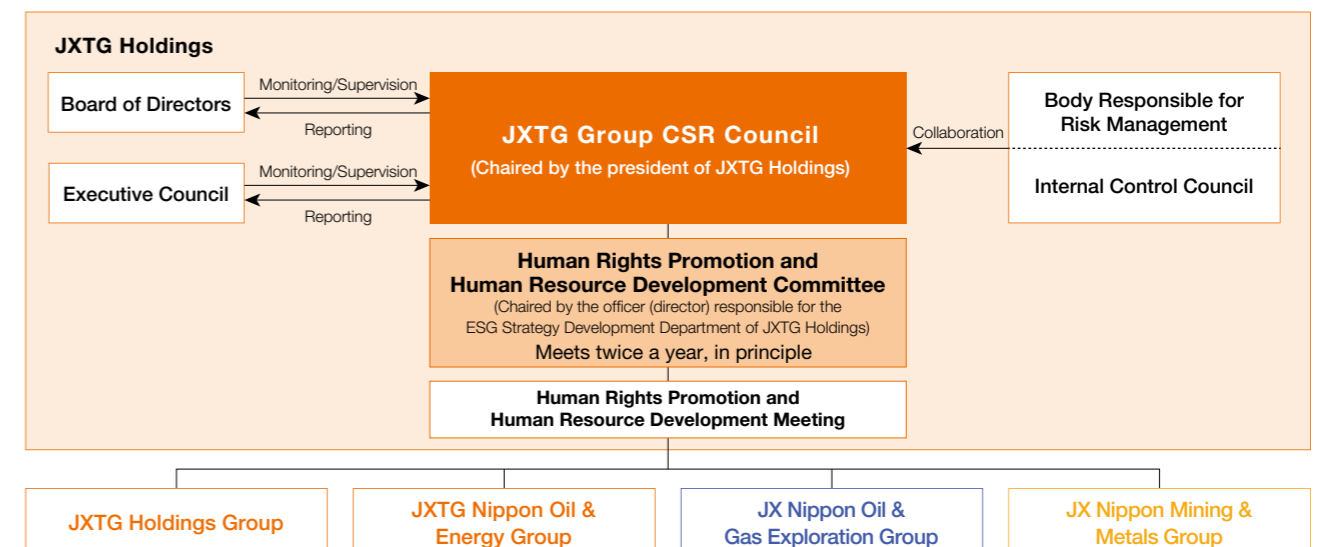 JXTG Holdings
Board of Directors
Monitoring/Supervision
Reporting
Executive Council
Monitoring/Supervision
Reporting
JXTG Group CSR Council
(Chaired by the president of JXTG Holdings)
Collaboration
Body Responsible for
Risk Management
Internal Control Council
Human Rights Promotion and
Human Resource Development Committee
(Chaired by the officer (director) responsible for the
ESG Strategy Development Department of JXTG Holdings)
Meets twice a year, in principle
Human Rights Promotion and
Human Resource Development Meeting
JXTG Holdings Group
JXTG Nippon Oil &
Energy Group
JX Nippon Oil &
Gas Exploration Group
JX Nippon Mining &
Metals Group